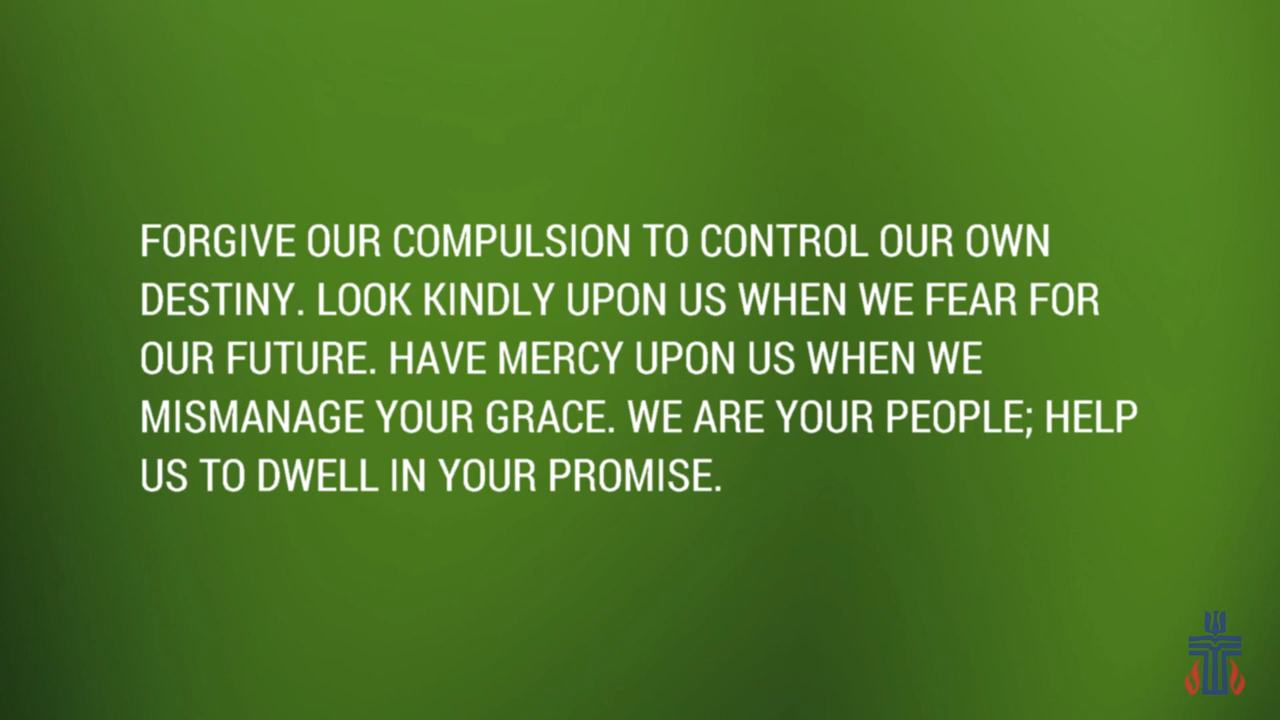 FORGIVE OUR COMPULSION TO CONTROL OUR OWN
DESTINY. LOOK KINDLY UPON US WHEN WE FEAR FOR
OUR FUTURE. HAVE MERCY UPON US WHEN WE
MISMANAGE YOUR GRACE. WE ARE YOUR PEOPLE; HELP
US TO DWELL IN YOUR PROMISE.